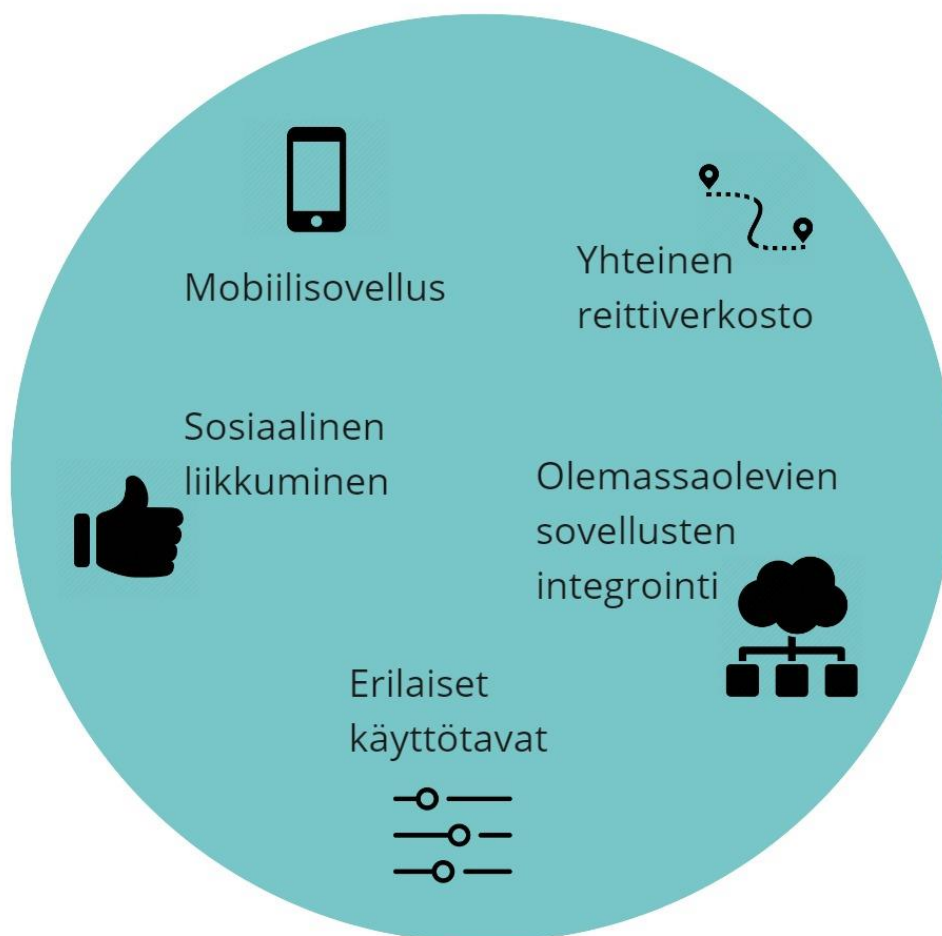 Mobiilisovellus
Yhteinen
reittiverkosto
Sosiaalinen
liikkuminen
Olemassaolevien
sovellusten
integrointi
Erilaiset
käyttötavat